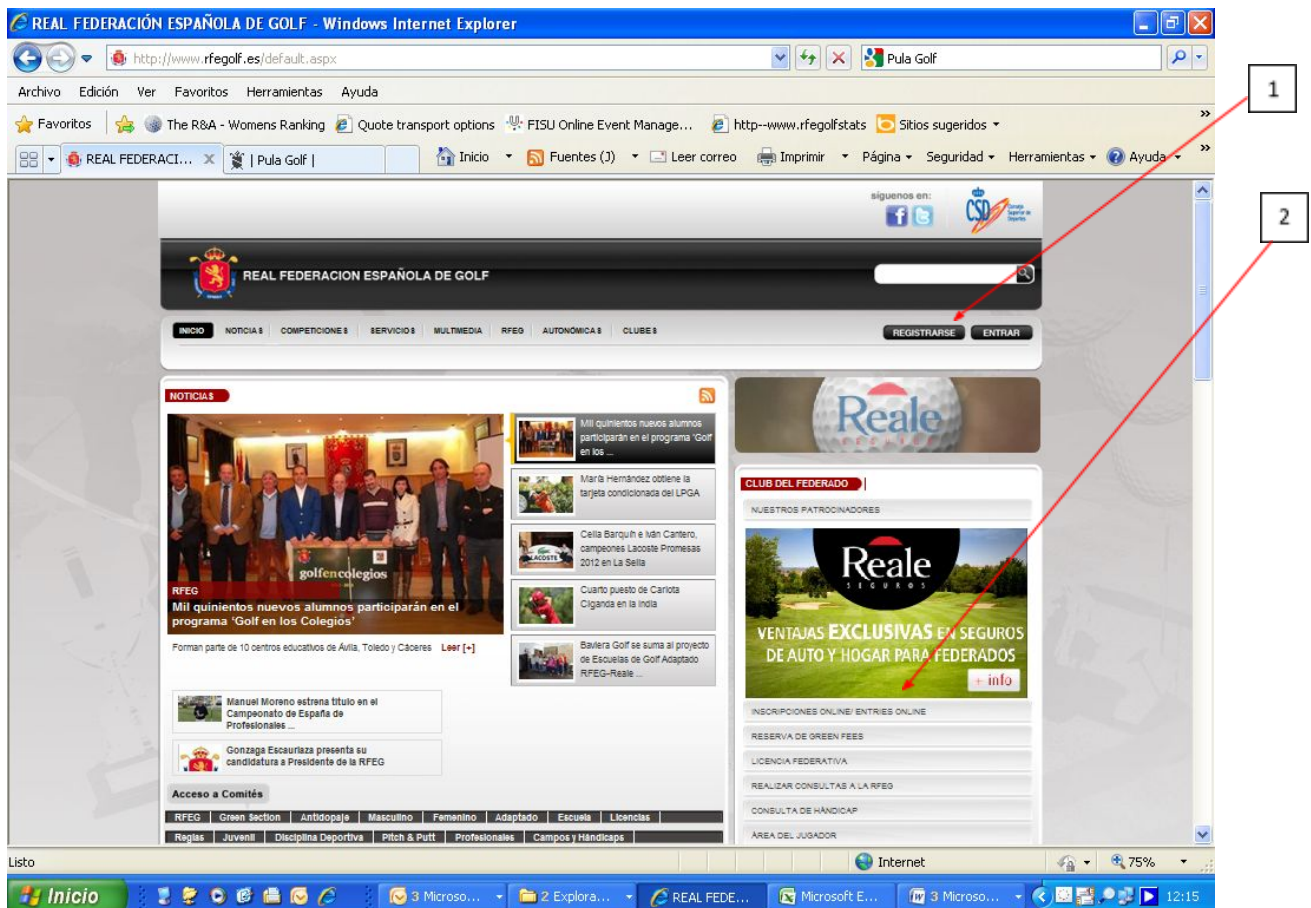 REAL FEDERACIÓN ESPAÑOLA DE GOLF - Windows Internet Explorer
http://www.rfegolf.es/default.aspx
Pula Golf
Archivo Edición Ver Favoritos Herramientas Ayuda
Favoritos The R&A - Womens Ranking Quote transport options FISU Online Event Manage... http--www.rfegolfstats Sitios sugeridos
REAL FEDERACI... X | Pula Golf | Inicio Fuentes (J) Leer correo Imprimir Página Seguridad Herramientas Ayuda
1
2
síguenos en:
CSD Consejo Superior de Deportes
REAL FEDERACION ESPAÑOLA DE GOLF
INICIO NOTICIAS COMPETICIONES SERVICIOS MULTIMEDIA RFEG AUTONÓMICAS CLUBES REGISTRARSE ENTRAR
NOTICIAS
golfencolegios
RFEG
Mil quinientos nuevos alumnos participarán en el
programa 'Golf en los Colegios'
Forman parte de 10 centros educativos de Ávila, Toledo y Cáceres Leer [+]
Mil quinientos nuevos alumnos
participarán en el programa 'Golf
en los ...
María Hernández obtiene la
tarjeta condicionada del LPGA
LACOSTE
Celia Barquín e Iván Cantero,
campeones Lacoste Promesas
2012 en La Sella
Cuarto puesto de Carlota
Ciganda en la India
Baviera Golf se suma al proyecto
de Escuelas de Golf Adaptado
RFEG-Reale ...
Manuel Moreno estrena título en el
Campeonato de España de
Profesionales ...
Gonzaga Escauriaza presenta su
candidatura a Presidente de la RFEG
Acceso a Comités
RFEG | Green Section | Antidopaje | Masculino | Femenino | Adaptado | Escuela | Licencias |
Reglas | Juvenil | Disciplina Deportiva | Pitch & Putt | Profesionales | Campos y Hándicaps |
Reale
SEGUROS
CLUB DEL FEDERADO
NUESTROS PATROCINADORES
Reale
SEGUROS
VENTAJAS EXCLUSIVAS EN SEGUROS
DE AUTO Y HOGAR PARA FEDERADOS
+ info
INSCRIPCIONES ONLINE/ ENTRIES ONLINE
RESERVA DE GREEN FEES
LICENCIA FEDERATIVA
REALIZAR CONSULTAS A LA RFEG
CONSULTA DE HÁNDICAP
ÁREA DEL JUGADOR
Listo Internet 75%
Inicio 3 Microso... 2 Explora... REAL FEDE... Microsoft E... 3 Microso... 12:15